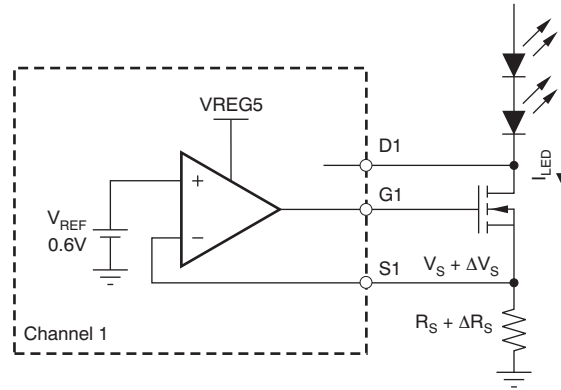 VREG5
D1
I_LED
G1
+
V_REF
0.6V
−
S1
V_S + ΔV_S
R_S + ΔR_S
Channel 1